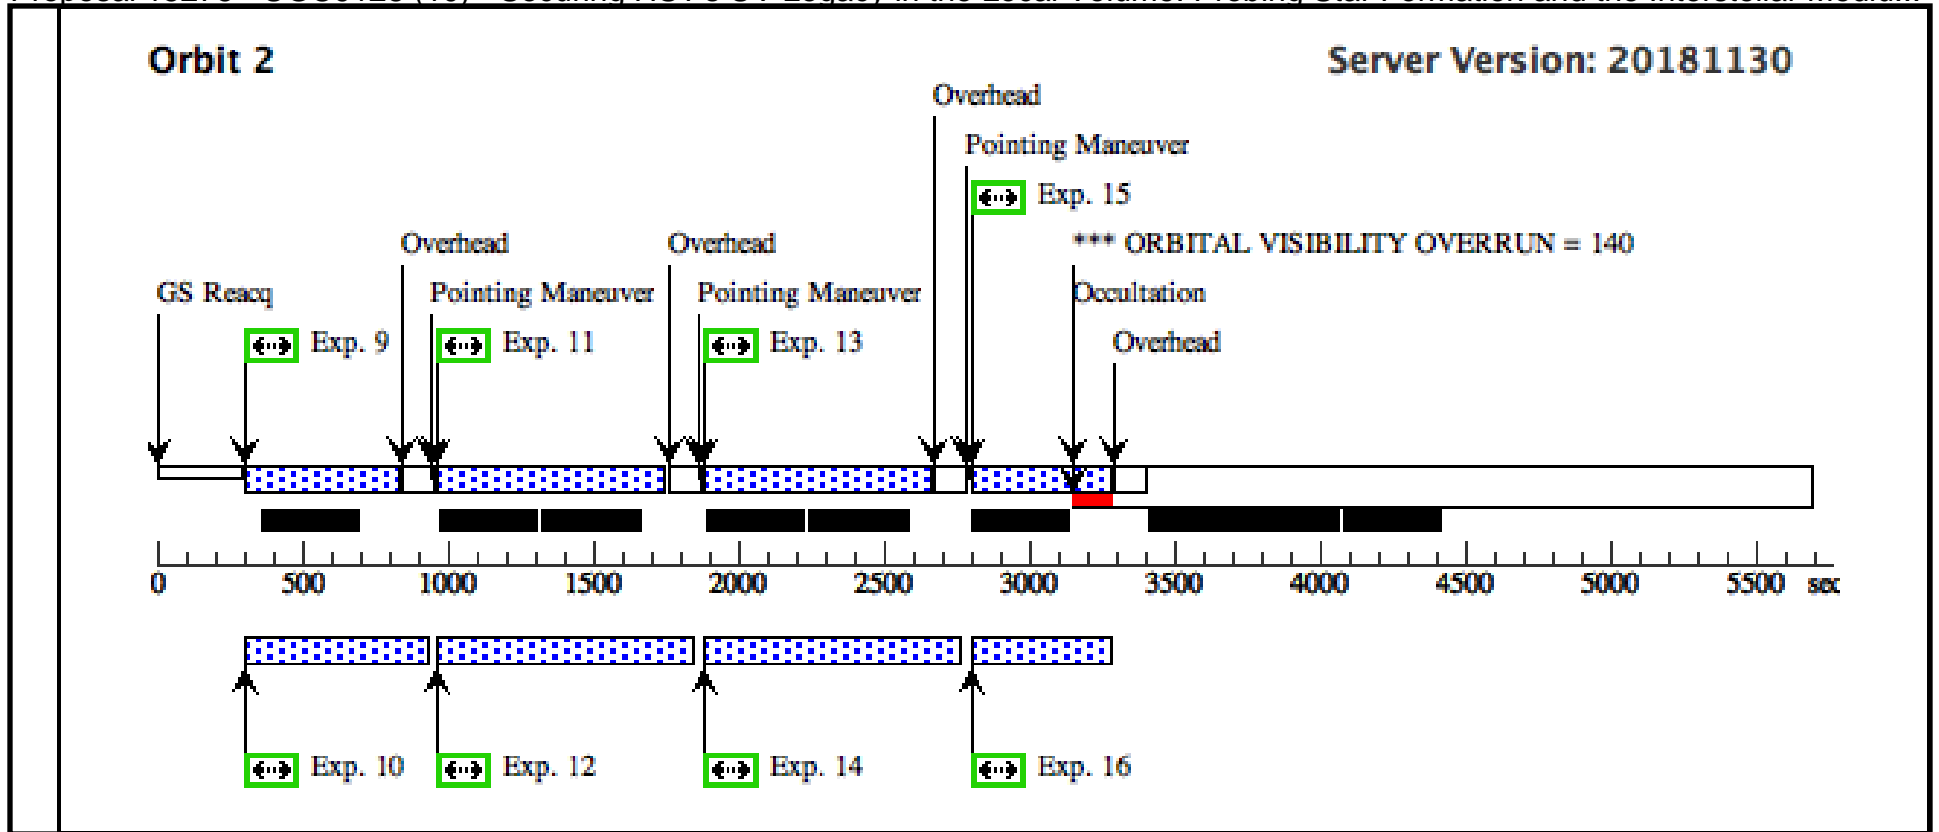 Orbit 2
Server Version: 20181130
Overhead
Pointing Maneuver
Exp. 15
Overhead
Overhead
*** ORBITAL VISIBILITY OVERRUN = 140
GS Reacq
Pointing Maneuver
Pointing Maneuver
Occultation
Exp. 9
Exp. 11
Exp. 13
Overhead
0 500 1000 1500 2000 2500 3000 3500 4000 4500 5000 5500 sec
Exp. 10
Exp. 12
Exp. 14
Exp. 16